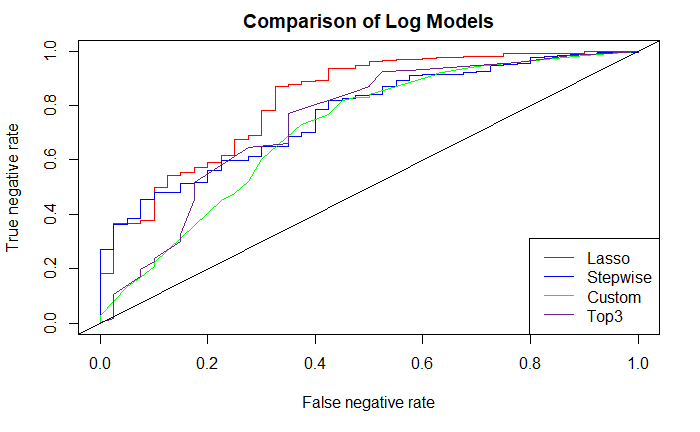 Comparison of Log Models
True negative rate
1.0
0.8
0.6
0.4
0.2
0.0
Lasso
Stepwise
Custom
Top3
0.0 0.2 0.4 0.6 0.8 1.0
False negative rate